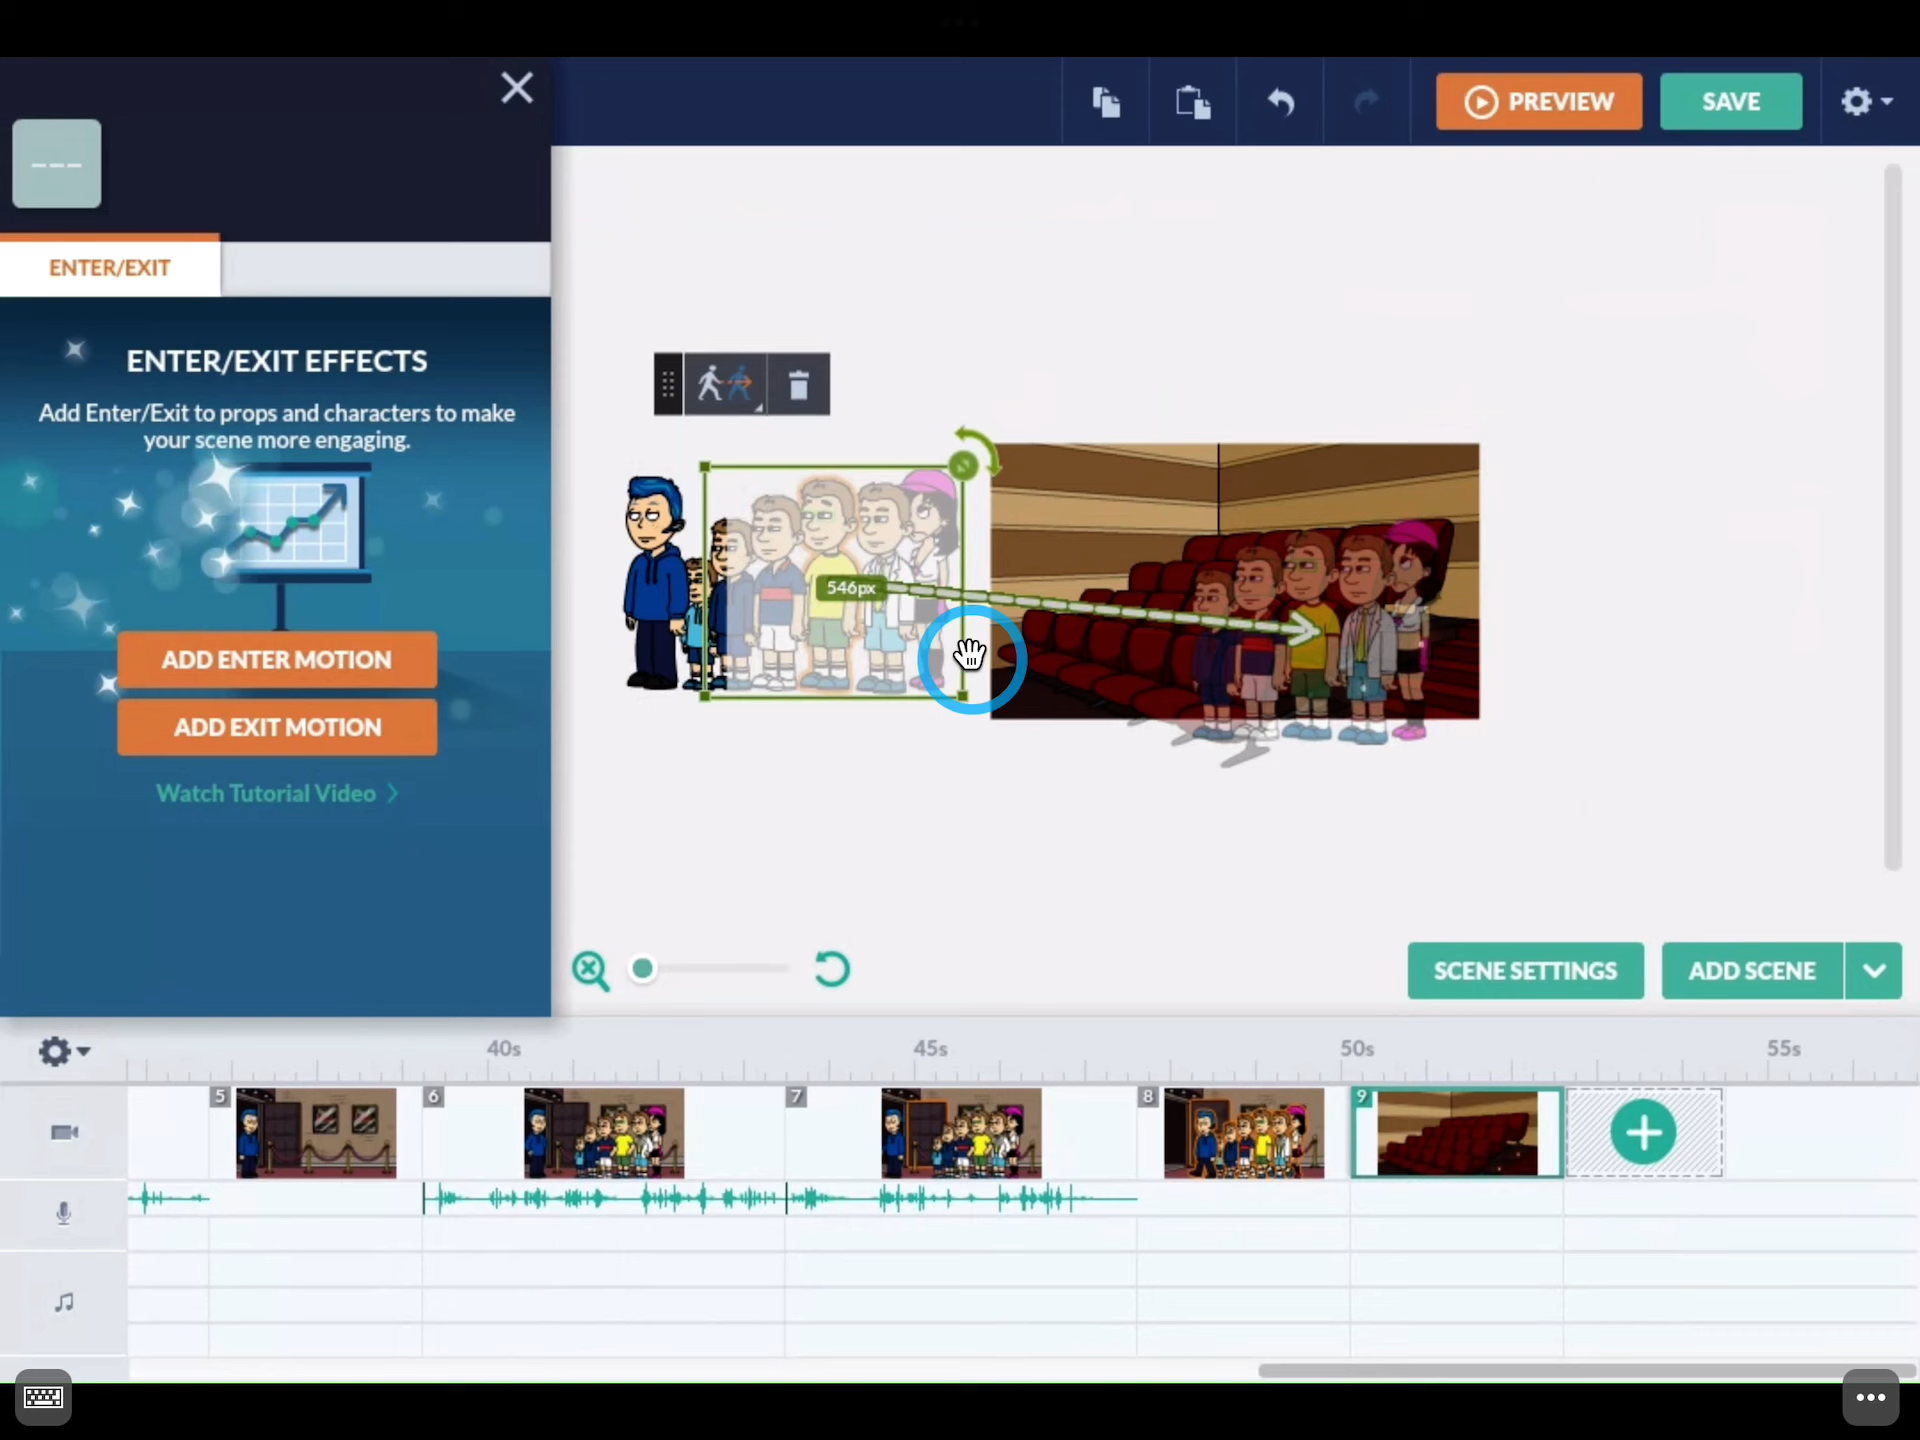 PREVIEW
SAVE
---
ENTER/EXIT
ENTER/EXIT EFFECTS
Add Enter/Exit to props and characters to make
your scene more engaging.
ADD ENTER MOTION
ADD EXIT MOTION
Watch Tutorial Video
546px
SCENE SETTINGS
ADD SCENE
40s
45s
50s
55s
5
6
7
8
9